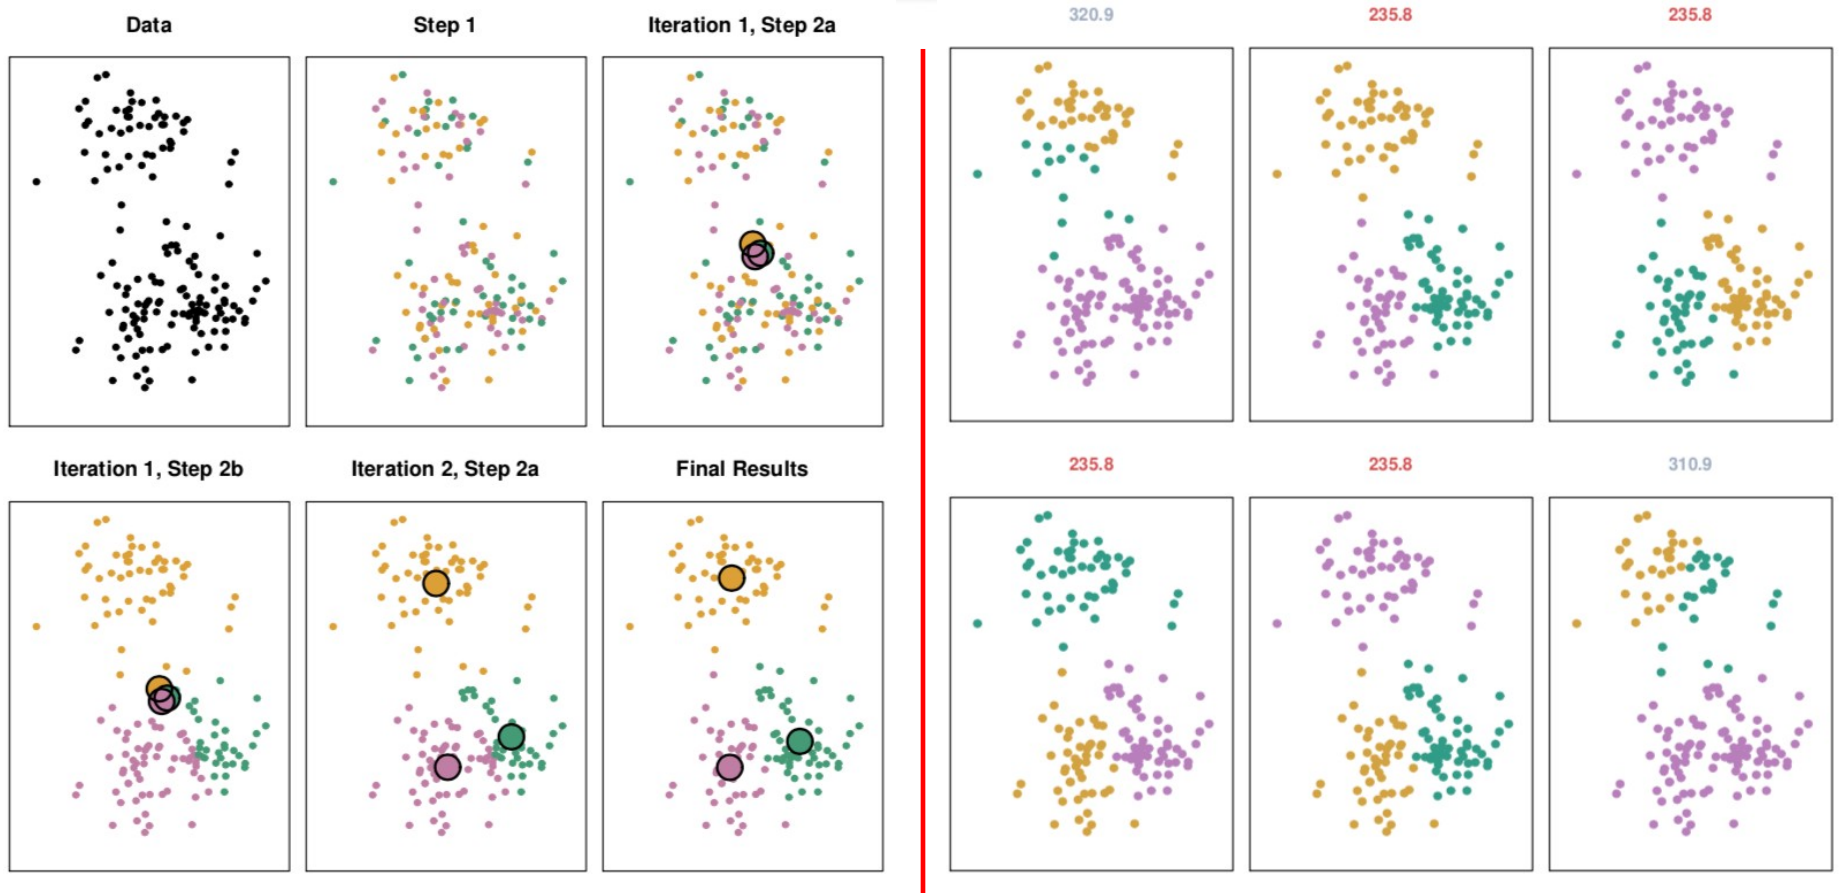 Data
Step 1
Iteration 1, Step 2a
Iteration 1, Step 2b
Iteration 2, Step 2a
Final Results
320.9
235.8
235.8
235.8
235.8
310.9